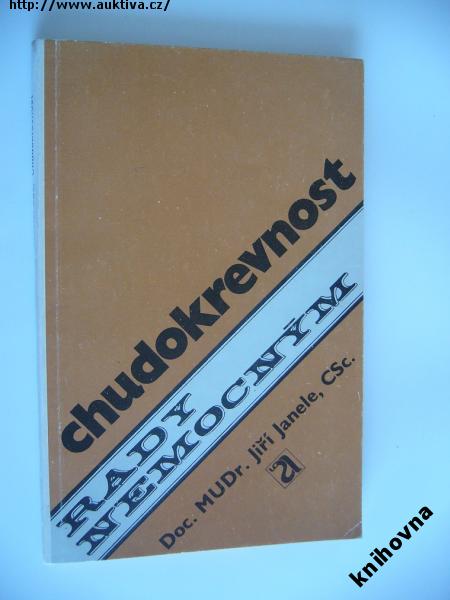 http://www.auktiva.cz/
chudokrevnost
RADY
NEMOCNÝM
Doc. MUDr. Jiří Janele, CSc.
knihovna